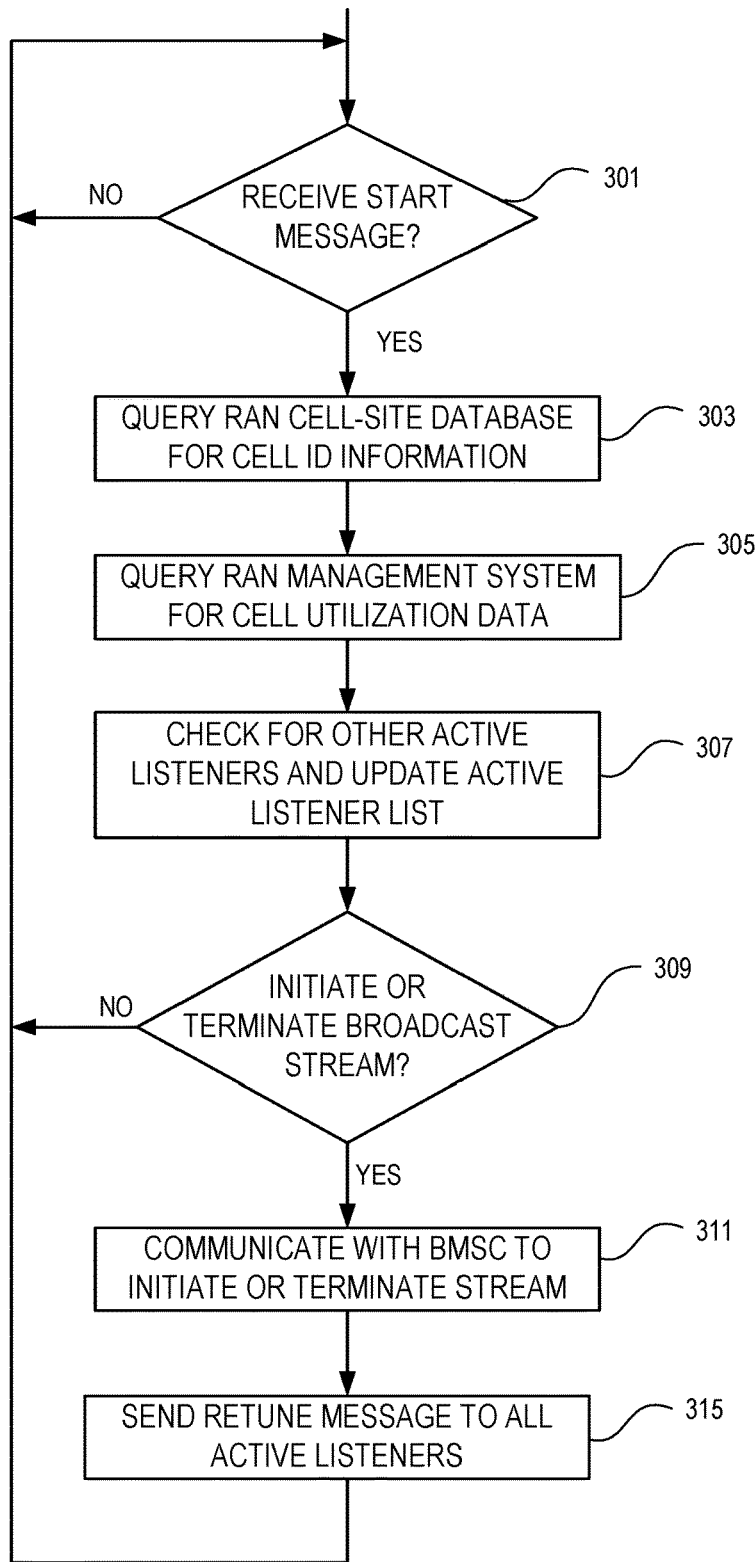 RECEIVE START
MESSAGE?
301
NO
YES
QUERY RAN CELL-SITE DATABASE
FOR CELL ID INFORMATION
303
QUERY RAN MANAGEMENT SYSTEM
FOR CELL UTILIZATION DATA
305
CHECK FOR OTHER ACTIVE
LISTENERS AND UPDATE ACTIVE
LISTENER LIST
307
INITIATE OR
TERMINATE BROADCAST
STREAM?
309
NO
YES
COMMUNICATE WITH BMSC TO
INITIATE OR TERMINATE STREAM
311
SEND RETUNE MESSAGE TO ALL
ACTIVE LISTENERS
315